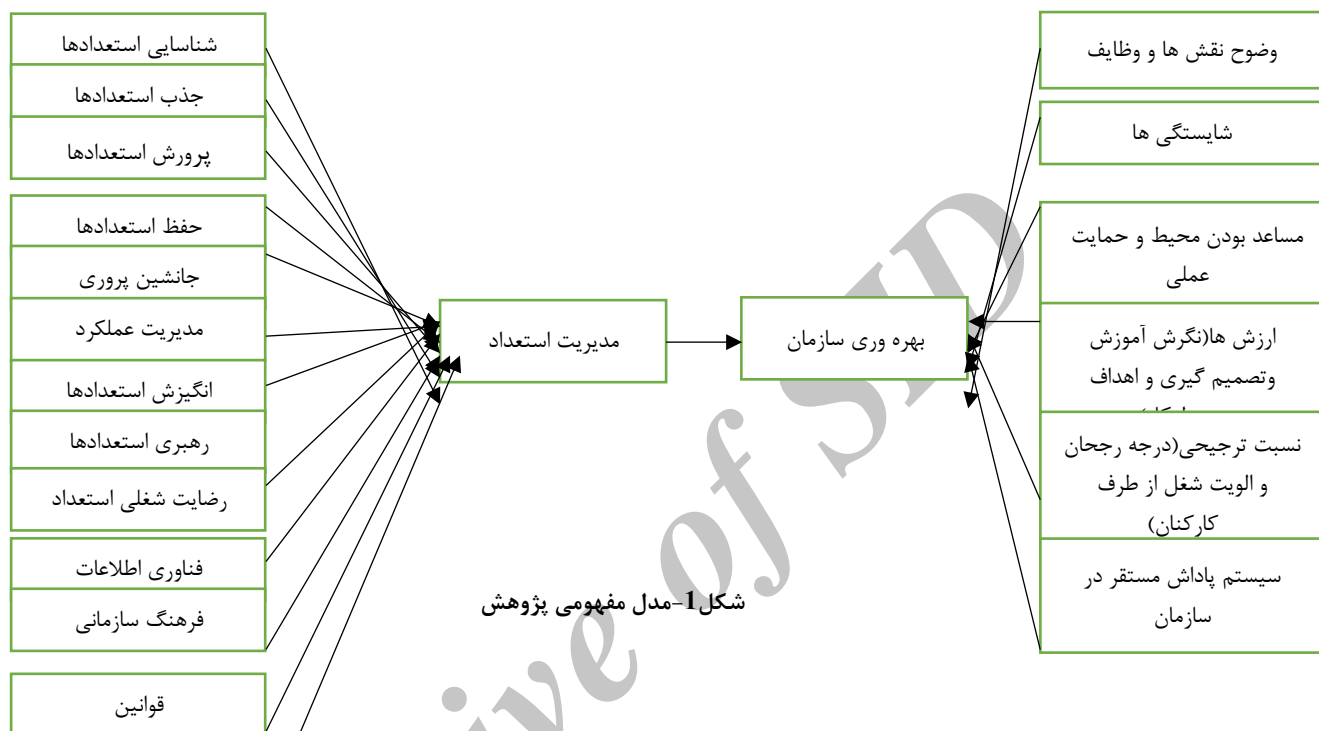 شناسایی استعدادها
جذب استعدادها
پرورش استعدادها
حفظ استعدادها
جانشین پروری
مدیریت عملکرد
انگیزش استعدادها
رهبری استعدادها
رضایت شغلی استعداد
فناوری اطلاعات
فرهنگ سازمانی
قوانین
مدیریت استعداد
بهره وری سازمان
وضوح نقش ها و وظایف
شایستگی ها
مساعد بودن محیط و حمایت
عملی
ارزش ها(نگرش آموزش
وتصمیم گیری و اهداف
نسبت ترجیحی(درجه رجحان
و الویت شغل از طرف
کارکنان)
سیستم پاداش مستقر در
سازمان
شکل1-مدل مفهومی پژوهش
ive of SID